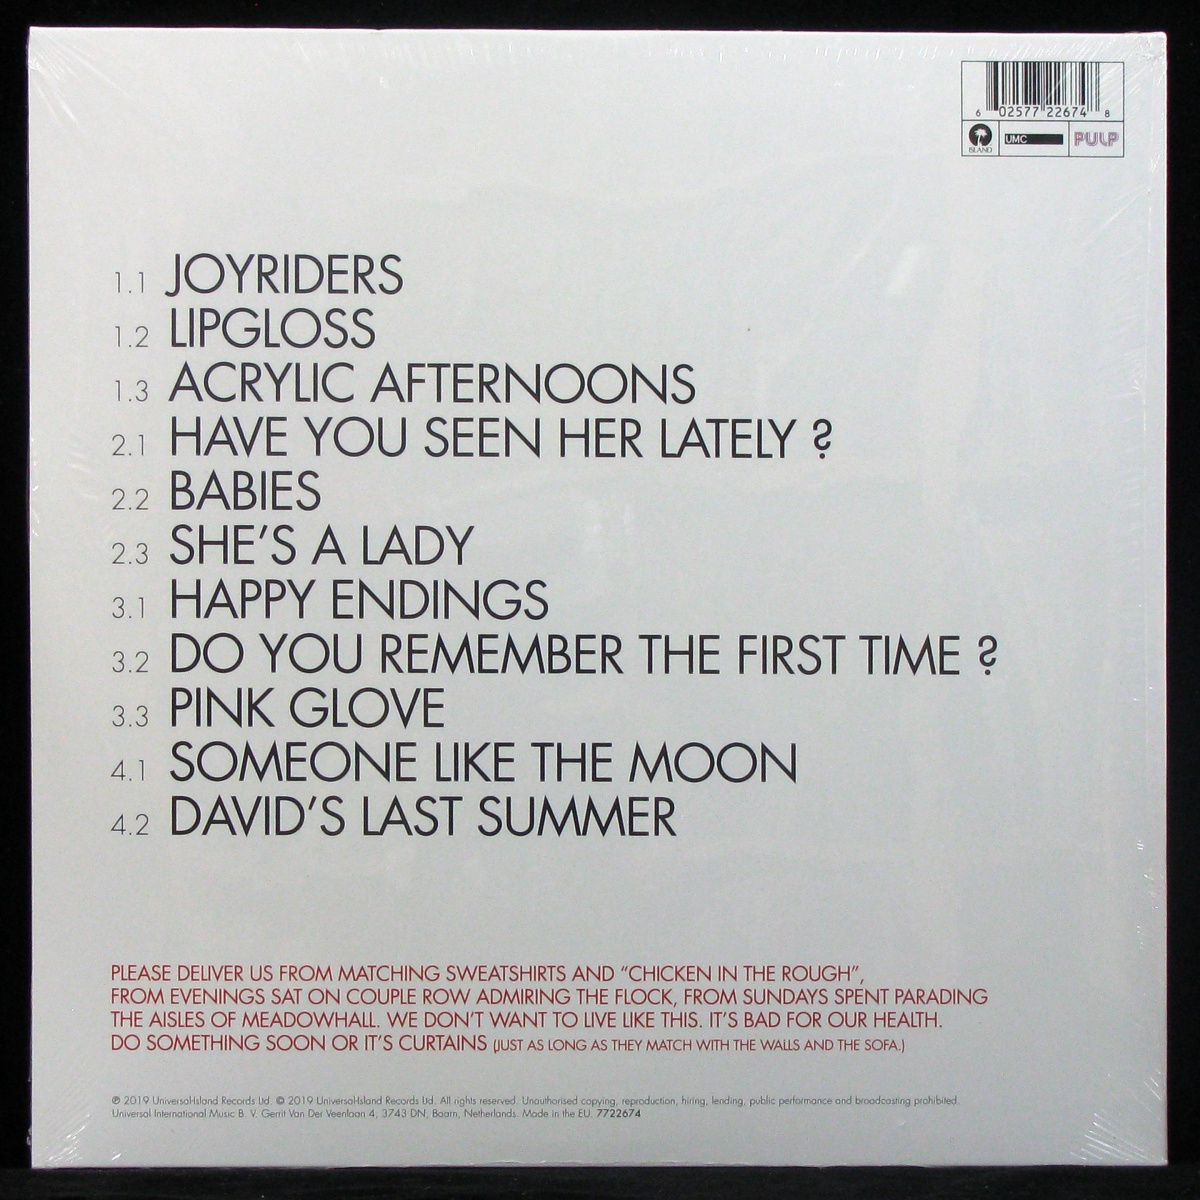 6 02577 22674 8
ISLAND UMC PULP
1.1 JOYRIDERS
1.2 LIPGLOSS
1.3 ACRYLIC AFTERNOONS
2.1 HAVE YOU SEEN HER LATELY ?
2.2 BABIES
2.3 SHE'S A LADY
3.1 HAPPY ENDINGS
3.2 DO YOU REMEMBER THE FIRST TIME ?
3.3 PINK GLOVE
4.1 SOMEONE LIKE THE MOON
4.2 DAVID'S LAST SUMMER
PLEASE DELIVER US FROM MATCHING SWEATSHIRTS AND “CHICKEN IN THE ROUGH”,
FROM EVENINGS SAT ON COUPLE ROW ADMIRING THE FLOCK, FROM SUNDAYS SPENT PARADING
THE AISLES OF MEADOWHALL. WE DON'T WANT TO LIVE LIKE THIS. IT'S BAD FOR OUR HEALTH.
DO SOMETHING SOON OR IT'S CURTAINS (JUST AS LONG AS THEY MATCH WITH THE WALLS AND THE SOFA.)
℗ 2019 Universal-Island Records Ltd. © 2019 Universal-Island Records Ltd. All rights reserved. Unauthorised copying, reproduction, hiring, lending, public performance and broadcasting prohibited.
Universal International Music B. V. Gerrit Van Der Veenlaan 4, 3743 DN, Baarn, Netherlands. Made in the EU. 7722674